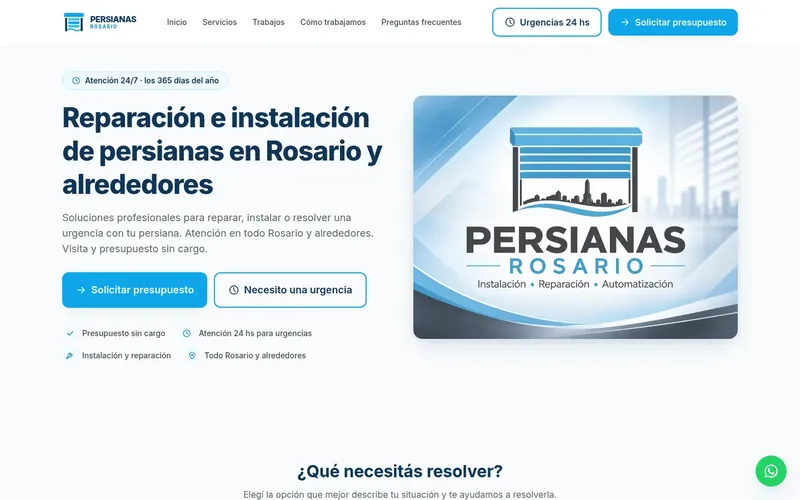 PERSIANAS
ROSARIO
Inicio
Servicios
Trabajos
Cómo trabajamos
Preguntas frecuentes
Urgencias 24 hs
Solicitar presupuesto
Atención 24/7 · los 365 días del año
Reparación e instalación
de persianas en Rosario y
alrededores
Soluciones profesionales para reparar, instalar o resolver una
urgencia con tu persiana. Atención en todo Rosario y alrededores.
Visita y presupuesto sin cargo.
Solicitar presupuesto
Necesito una urgencia
Presupuesto sin cargo
Atención 24 hs para urgencias
Instalación y reparación
Todo Rosario y alrededores
PERSIANAS
ROSARIO
Instalación • Reparación • Automatización
¿Qué necesitás resolver?
Elegí la opción que mejor describe tu situación y te ayudamos a resolverla.